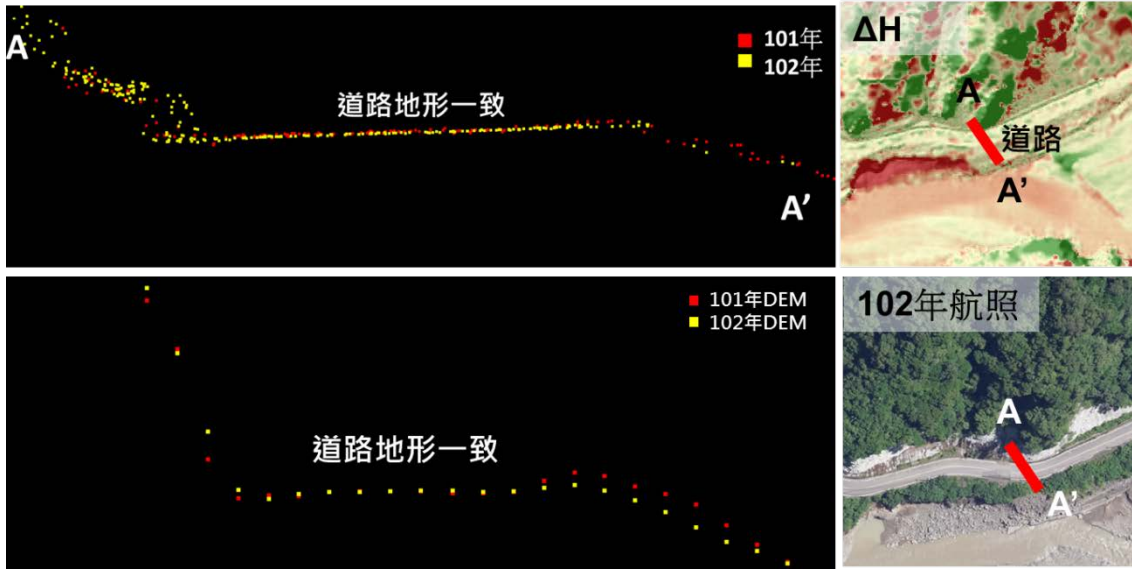 A
101年
102年
道路地形一致
A'
ΔH
A
道路
A'
101年DEM
102年DEM
道路地形一致
102年航照
A
A'